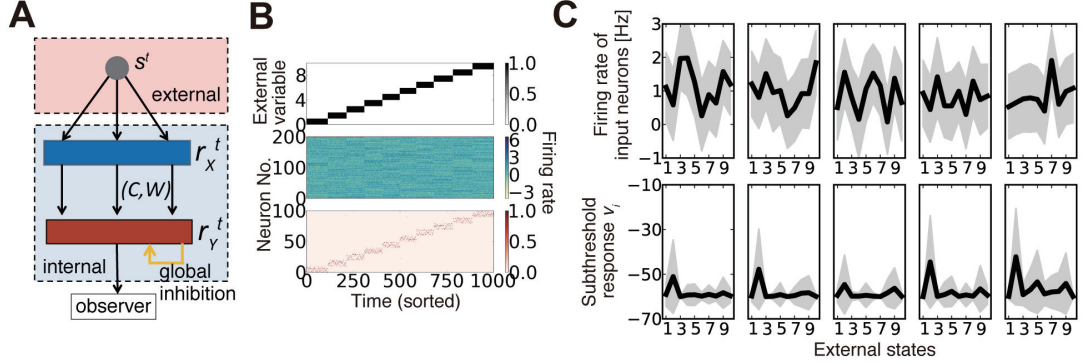 A
s^t
external
r_X^t
(C,W)
r_Y^t
internal
global
inhibition
observer
B
External
variable
8
4
0
1.0
0.5
0.0
Neuron No.
200
100
0
6
3
0
−3
Firing rate
100
50
0
1.0
0.5
0.0
0 250 500 750 1000
Time (sorted)
C
Firing rate of
input neurons [Hz]
3
2
1
0
−1
1 3 5 7 9
1 3 5 7 9
1 3 5 7 9
1 3 5 7 9
1 3 5 7 9
Subthreshold
response v_i
−10
−30
−50
−70
1 3 5 7 9
1 3 5 7 9
1 3 5 7 9
1 3 5 7 9
1 3 5 7 9
External states